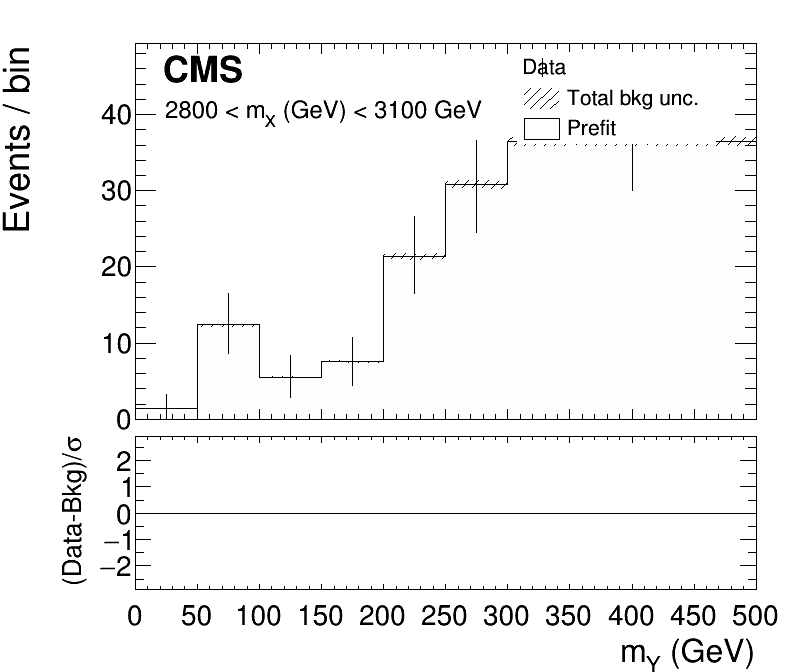 CMS
2800 < mX (GeV) < 3100 GeV
Data
Total bkg unc.
Prefit
Events / bin
40
30
20
10
0
(Data-Bkg)/σ
2
1
0
−1
−2
0 50 100 150 200 250 300 350 400 450 500
mY (GeV)